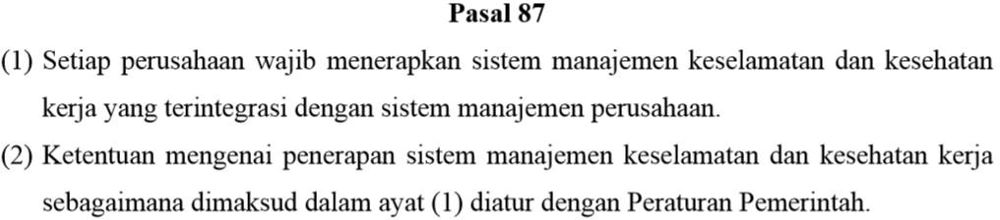 Pasal 87
(1) Setiap perusahaan wajib menerapkan sistem manajemen keselamatan dan kesehatan
kerja yang terintegrasi dengan sistem manajemen perusahaan.
(2) Ketentuan mengenai penerapan sistem manajemen keselamatan dan kesehatan kerja
sebagaimana dimaksud dalam ayat (1) diatur dengan Peraturan Pemerintah.